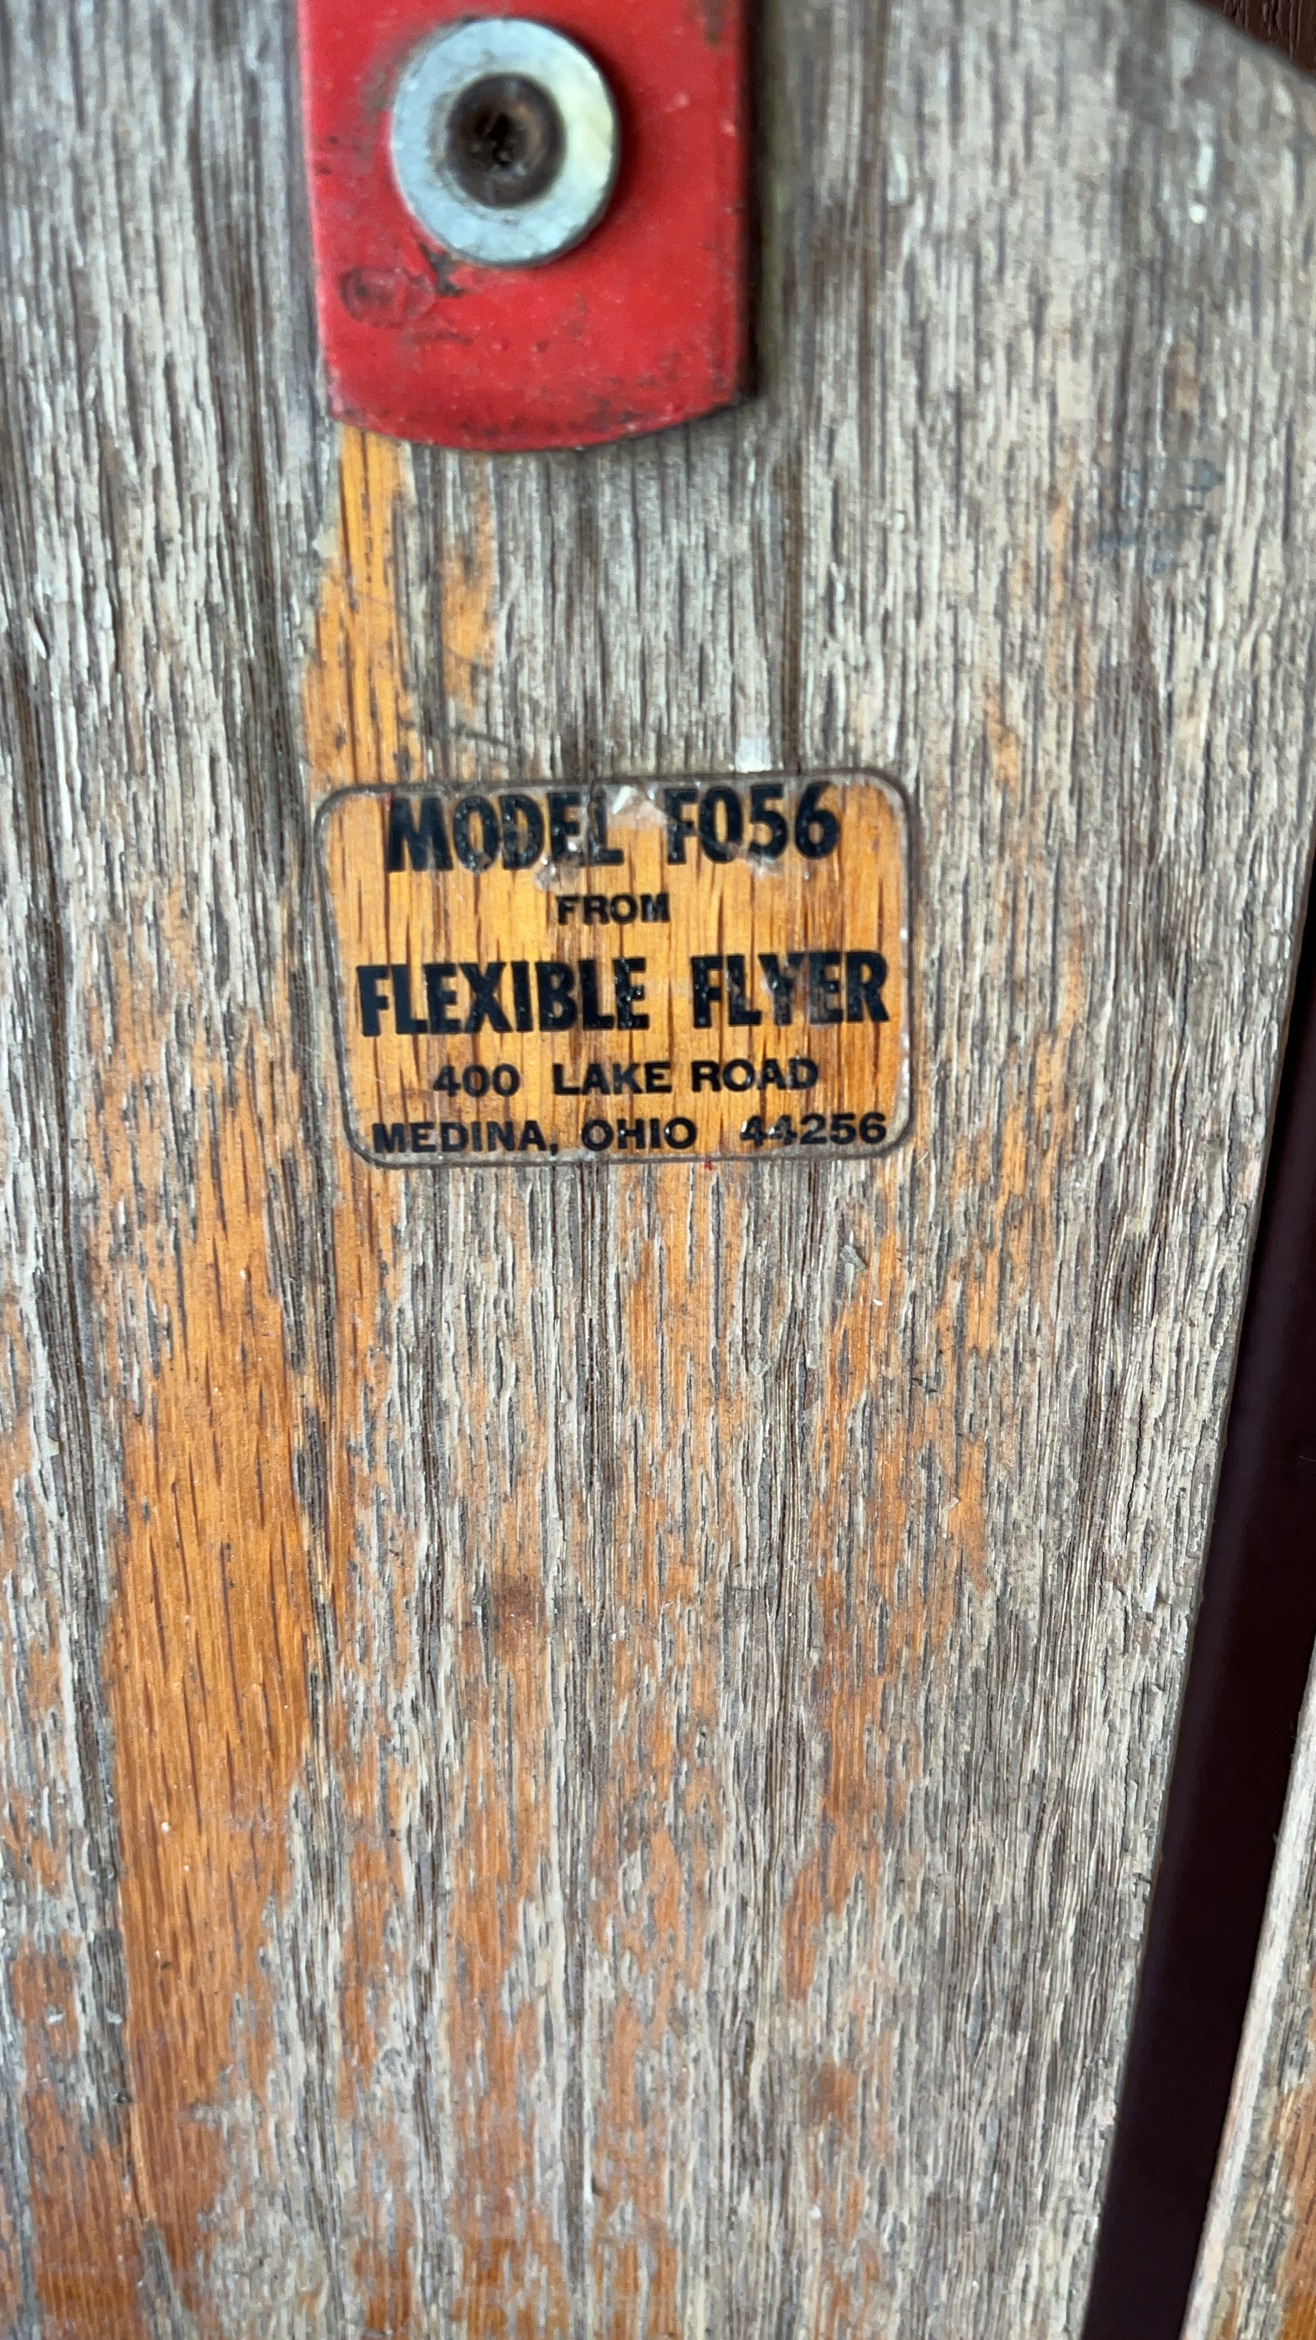 MODEL F056
FROM
FLEXIBLE FLYER
400 LAKE ROAD
MEDINA, OHIO 44256